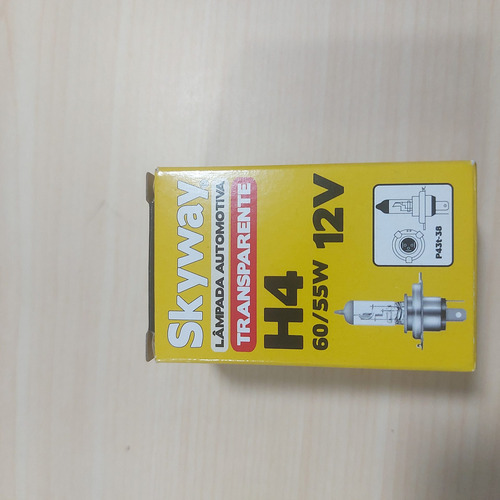 Skyway
LÂMPADA AUTOMOTIVA
TRANSPARENTE
H4
60/55W 12V
P43t-38